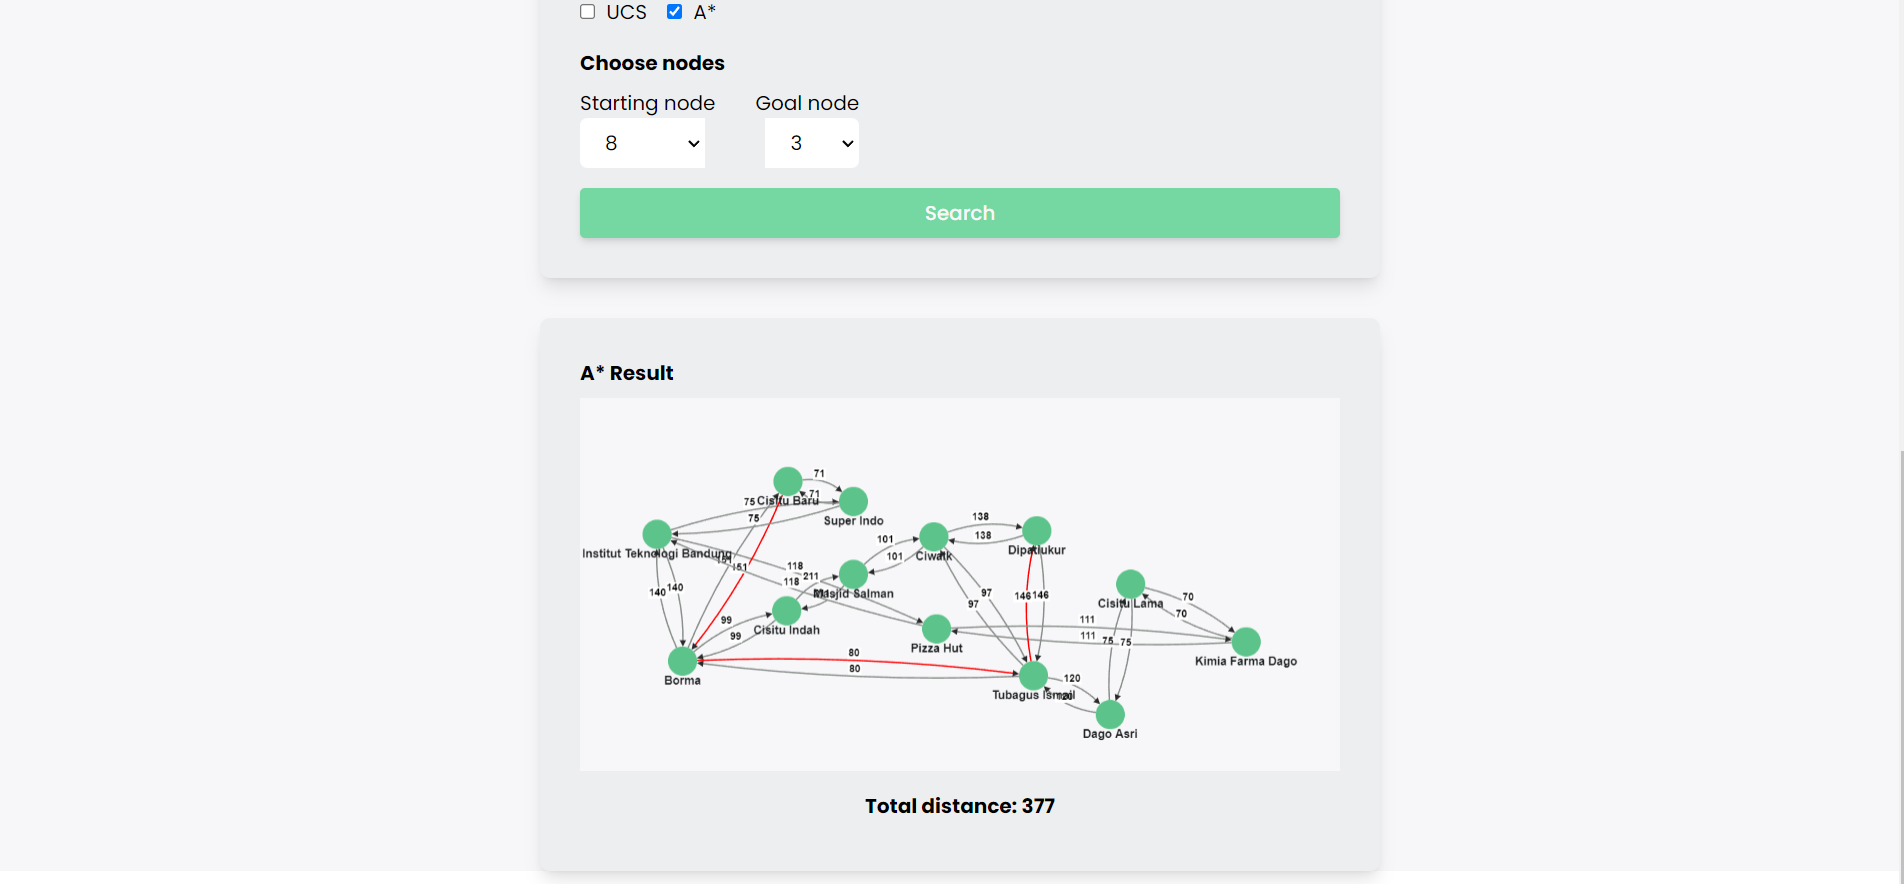 UCS A*
Choose nodes
Starting node Goal node
8 3
Search
A* Result
71
75 Cisitu Baru 71
Super Indo
75
138
Institut Teknologi Bandung
101
138
Ciwalk
Dipatiukur
101
151
118
211
118
140 140
Masjid Salman
97
146 146
97
Cisitu Lama
70
70
99
Cisitu Indah
99
111
111 75 75
Pizza Hut
80
80
Kimia Farma Dago
Borma
120
Tubagus Ismail
Dago Asri
Total distance: 377